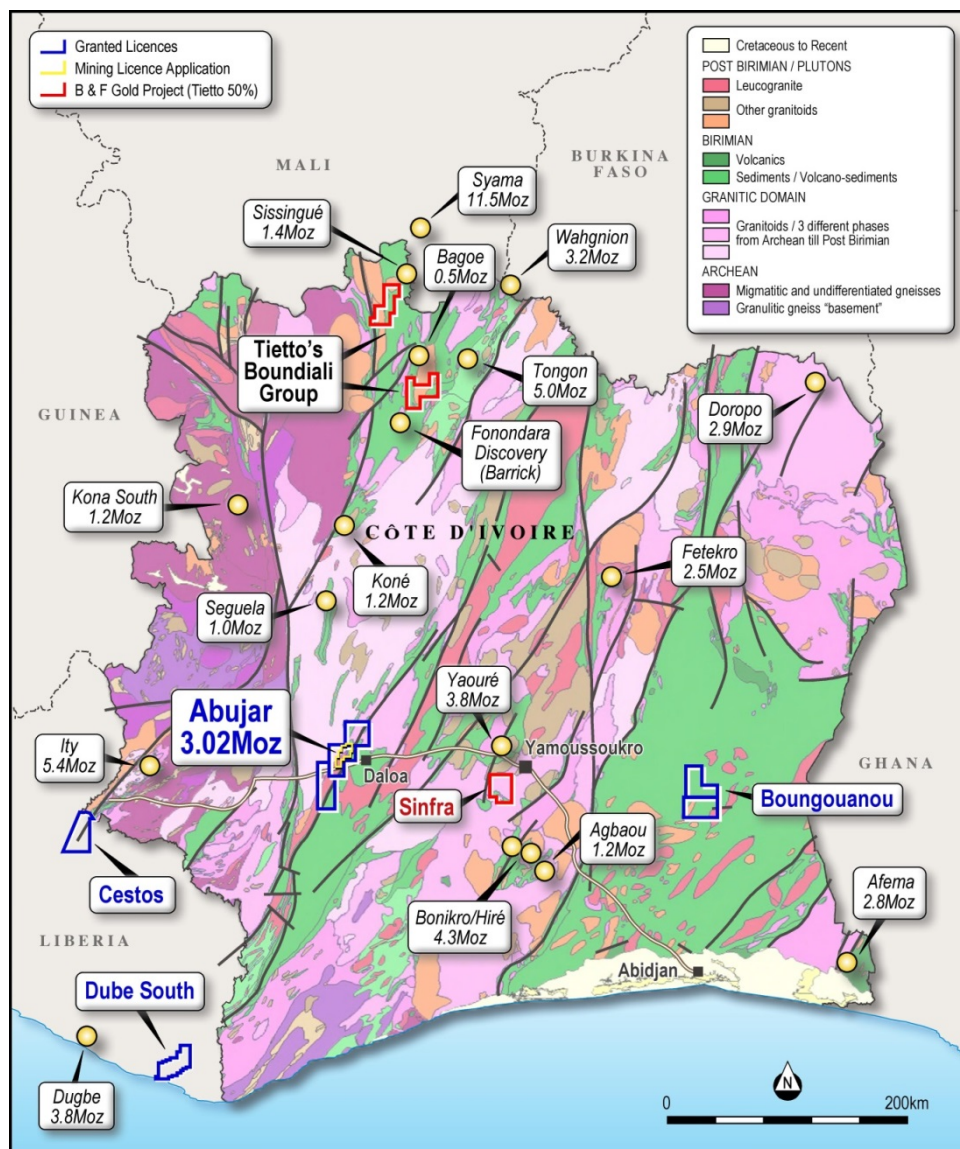 Granted Licences
Mining Licence Application
B & F Gold Project (Tietto 50%)
Cretaceous to Recent
POST BIRIMIAN / PLUTONS
Leucogranite
Other granitoids
BIRIMIAN
Volcanics
Sediments / Volcano-sediments
GRANITIC DOMAIN
Granitoids / 3 different phases
from Archean till Post Birimian
ARCHEAN
Migmatitic and undifferentiated gneisses
Granulitic gneiss "basement"
MALI
BURKINA
FASO
Syama
11.5Moz
Sissingué
1.4Moz
Bagoe
0.5Moz
Wahgnion
3.2Moz
Tietto's
Boundiali
Group
Tongon
5.0Moz
Doropo
2.9Moz
GUINEA
Fonondara
Discovery
(Barrick)
Kona South
1.2Moz
CÔTE D'IVOIRE
Koné
1.2Moz
Fetekro
2.5Moz
Seguela
1.0Moz
Yaouré
3.8Moz
Abujar
3.02Moz
Ity
5.4Moz
Daloa
Yamoussoukro
GHANA
Sinfra
Boungouanou
Agbaou
1.2Moz
Cestos
Bonikro/Hiré
4.3Moz
Afema
2.8Moz
LIBERIA
Abidjan
Dube South
Dugbe
3.8Moz
N
0 200km